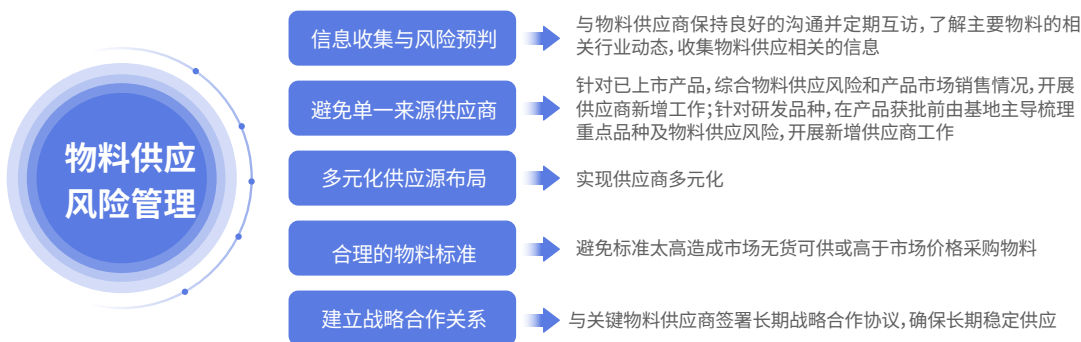 物料供应
风险管理
信息收集与风险预判
与物料供应商保持良好的沟通并定期互访,了解主要物料的相
关行业动态,收集物料供应相关的信息
避免单一来源供应商
针对已上市产品,综合物料供应风险和产品市场销售情况,开展
供应商新增工作;针对研发品种,在产品获批前由基地主导梳理
重点品种及物料供应风险,开展新增供应商工作
多元化供应源布局
实现供应商多元化
合理的物料标准
避免标准太高造成市场无货可供或高于市场价格采购物料
建立战略合作关系
与关键物料供应商签署长期战略合作协议,确保长期稳定供应